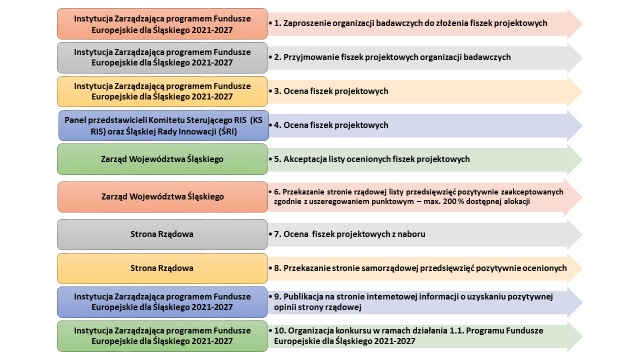 Instytucja Zarządzająca programem Fundusze
Europejskie dla Śląskiego 2021-2027
• 1. Zaproszenie organizacji badawczych do złożenia fiszek projektowych
Instytucja Zarządzająca programem Fundusze
Europejskie dla Śląskiego 2021-2027
• 2. Przyjmowanie fiszek projektowych organizacji badawczych
Instytucja Zarządzającą programem Fundusze
Europejskie dla Śląskiego 2021-2027
• 3. Ocena fiszek projektowych
Panel przedstawicieli Komitetu Sterującego RIS (KS
RIS) oraz Śląskiej Rady Innowacji (ŚRI)
• 4. Ocena fiszek projektowych
Zarząd Województwa Śląskiego
• 5. Akceptacja listy ocenionych fiszek projektowych
Zarząd Województwa Śląskiego
• 6. Przekazanie stronie rządowej listy przedsięwzięć pozytywnie zaakceptowanych
zgodnie z uszeregowaniem punktowym – max. 200 % dostępnej alokacji
Strona Rządowa
• 7. Ocena fiszek projektowych z naboru
Strona Rządowa
• 8. Przekazanie stronie samorządowej przedsięwzięć pozytywnie ocenionych
Instytucja Zarządzająca programem Fundusze
Europejskie dla Śląskiego 2021-2027
• 9. Publikacja na stronie internetowej informacji o uzyskaniu pozytywnej
opinii strony rządowej
Instytucja Zarządzająca programem Fundusze
Europejskie dla Śląskiego 2021-2027
• 10. Organizacja konkursu w ramach działania 1.1. Programu Fundusze
Europejskie dla Śląskiego 2021-2027